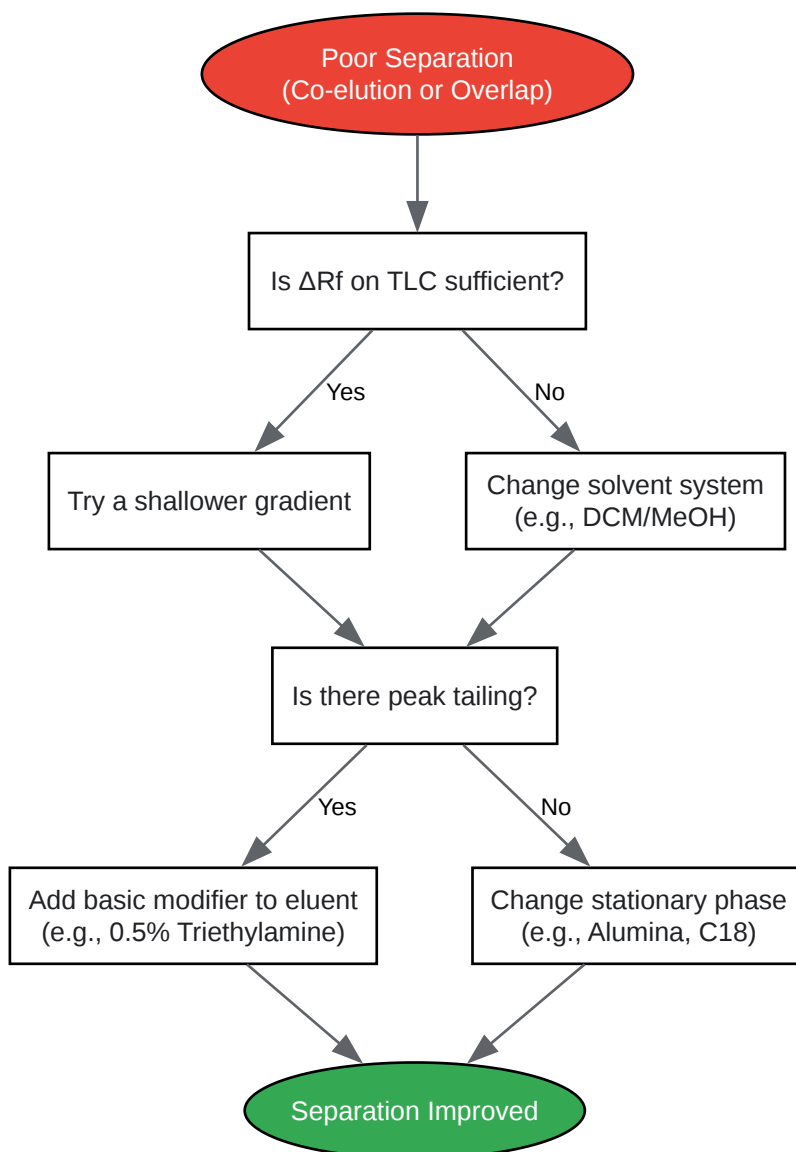 Poor Separation
(Co-elution or Overlap)
Is ΔRf on TLC sufficient?
Yes
No
Try a shallower gradient
Change solvent system
(e.g., DCM/MeOH)
Is there peak tailing?
Yes
No
Add basic modifier to eluent
(e.g., 0.5% Triethylamine)
Change stationary phase
(e.g., Alumina, C18)
Separation Improved